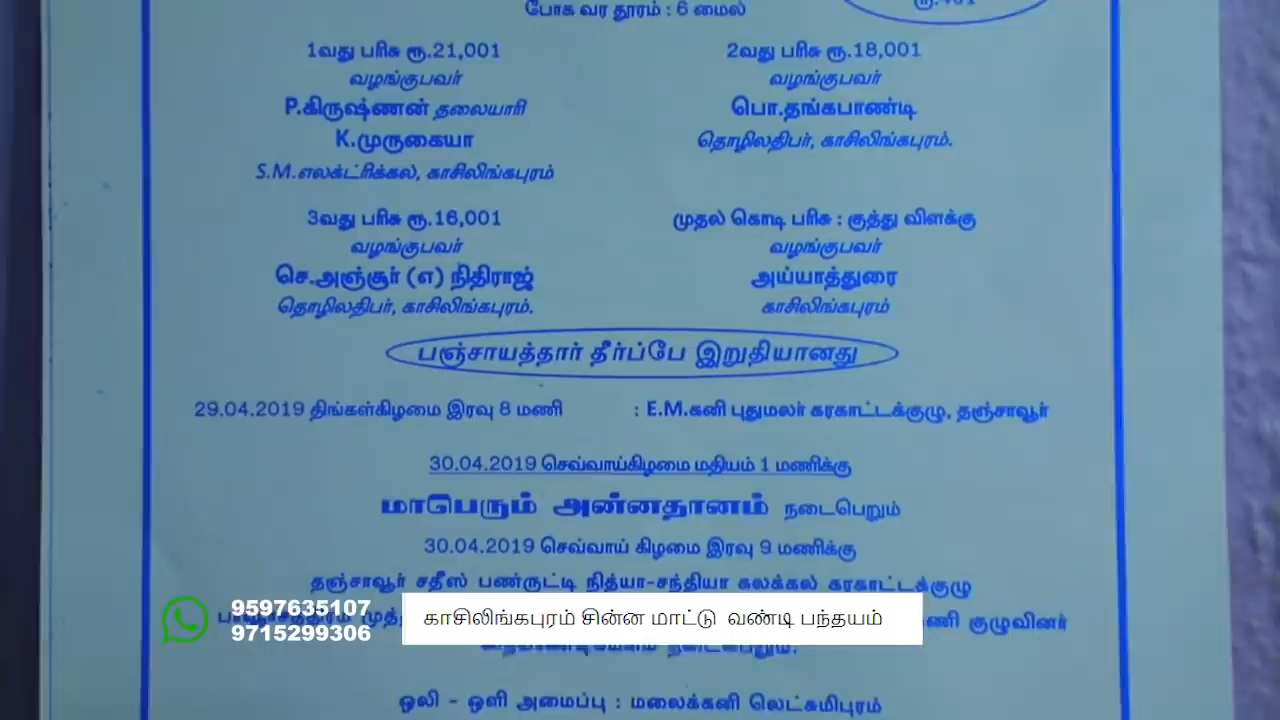 போக வர தூரம் : 6 மைல்
1வது பரிசு ரூ.21,001
வழங்குபவர்
P.கிருஷ்ணன் தலையாரி
K.முருகையா
S.M.எலக்ட்ரிக்கல், காசிலிங்கபுரம்
2வது பரிசு ரூ.18,001
வழங்குபவர்
பொ.தங்கபாண்டி
தொழிலதிபர், காசிலிங்கபுரம்.
3வது பரிசு ரூ.16,001
வழங்குபவர்
செ.அஞ்சூர் (எ) நிதிராஜ்
தொழிலதிபர், காசிலிங்கபுரம்.
முதல் கொடி பரிசு : குத்து விளக்கு
வழங்குபவர்
அய்யாத்துரை
காசிலிங்கபுரம்
பஞ்சாயத்தார் தீர்ப்பே இறுதியானது
29.04.2019 திங்கள்கிழமை இரவு 8 மணி : E.M.கனி புதுமலர் கரகாட்டக்குழு, தஞ்சாவூர்
30.04.2019 செவ்வாய்கிழமை மதியம் 1 மணிக்கு
மாபெரும் அன்னதானம் நடைபெறும்
30.04.2019 செவ்வாய் கிழமை இரவு 9 மணிக்கு
தஞ்சாவூர் சதீஸ் பண்ருட்டி நித்யா-சந்தியா கலக்கல் கரகாட்டக்குழு
குழுவினர்
9597635107
9715299306
காசிலிங்கபுரம் சின்ன மாட்டு வண்டி பந்தயம்
ஒலி - ஒளி அமைப்பு : மலைக்கனி லெட்சுமிபுரம்